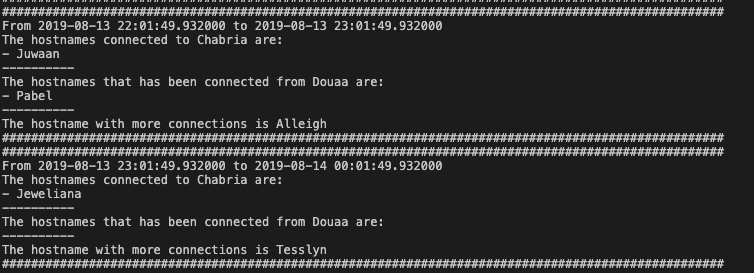 ####################################################################################################
####################################################################################################
From 2019-08-13 22:01:49.932000 to 2019-08-13 23:01:49.932000
The hostnames connected to Chabria are:
- Juwaan
----------
The hostnames that has been connected from Douaa are:
- Pabel
----------
The hostname with more connections is Alleigh
####################################################################################################
####################################################################################################
From 2019-08-13 23:01:49.932000 to 2019-08-14 00:01:49.932000
The hostnames connected to Chabria are:
- Jeweliana
----------
The hostnames that has been connected from Douaa are:
----------
The hostname with more connections is Tesslyn
####################################################################################################